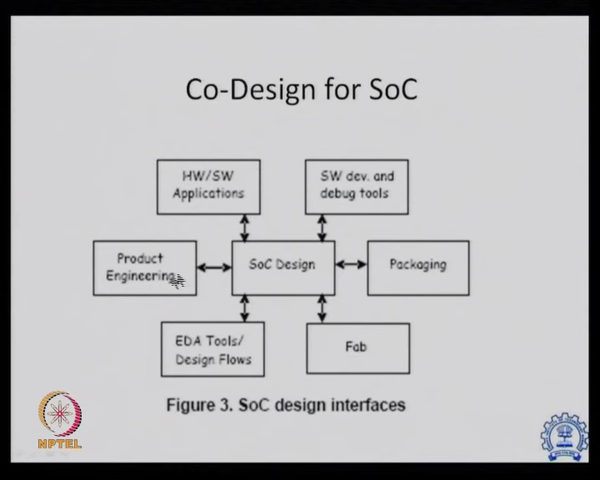 Co-Design for SoC
HW/SW
Applications
SW dev. and
debug tools
Product
Engineering
SoC Design
Packaging
EDA Tools/
Design Flows
Fab
Figure 3. SoC design interfaces
NPTEL